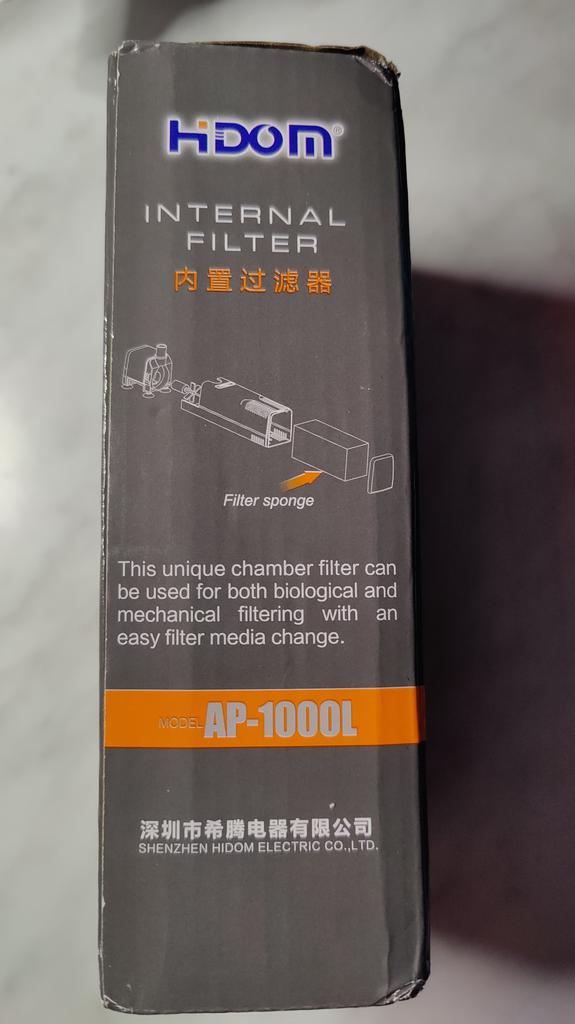 HiDOM®
INTERNAL
FILTER
内置过滤器
Filter sponge
This unique chamber filter can
be used for both biological and
mechanical filtering with an
easy filter media change.
MODEL AP-1000L
深圳市希腾电器有限公司
SHENZHEN HIDOM ELECTRIC CO.,LTD.